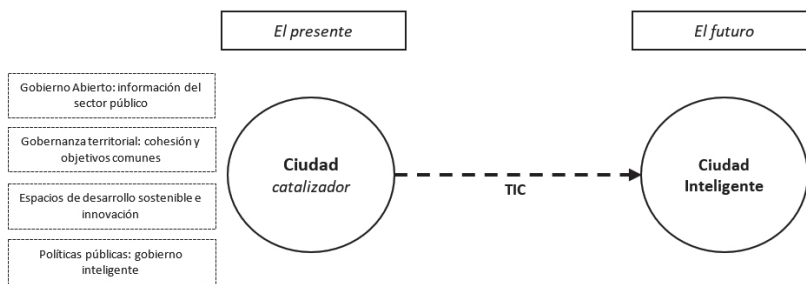 El presente
El futuro
Gobierno Abierto: información del
sector público
Gobernanza territorial: cohesión y
objetivos comunes
Espacios de desarrollo sostenible e
innovación
Políticas públicas: gobierno
inteligente
Ciudad
catalizador
TIC
Ciudad
Inteligente